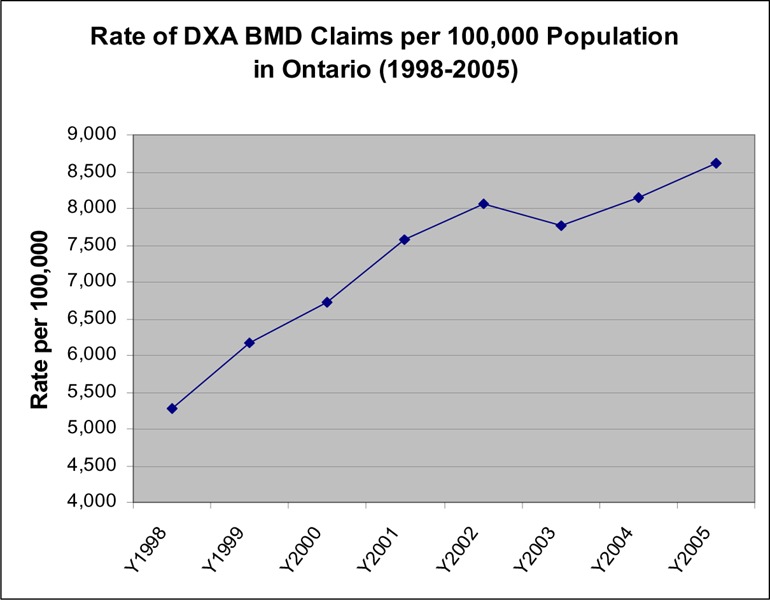 Rate of DXA BMD Claims per 100,000 Population
in Ontario (1998-2005)
9,000
8,500
8,000
7,500
7,000
6,500
6,000
5,500
5,000
4,500
4,000
Rate per 100,000
Y1998
Y1999
Y2000
Y2001
Y2002
Y2003
Y2004
Y2005